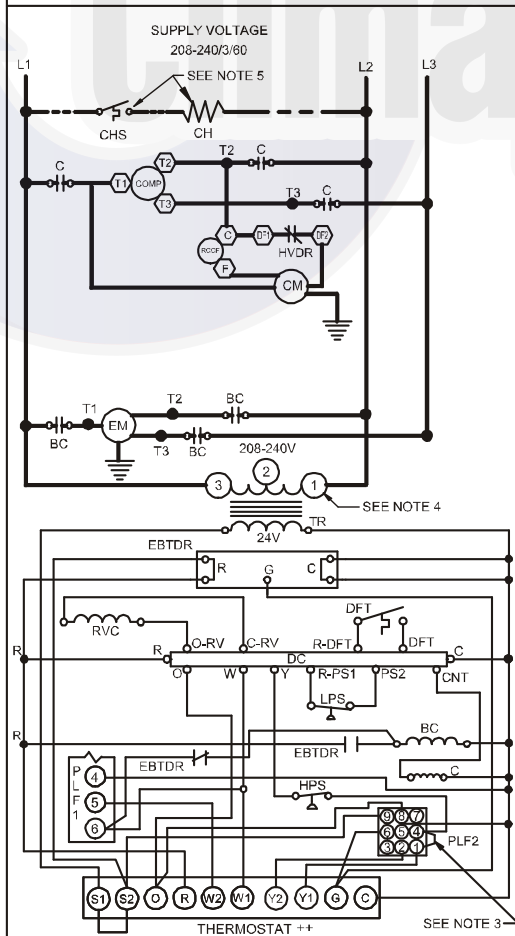 SUPPLY VOLTAGE
208-240/3/60
L1
L2
L3
SEE NOTE 5
CHS
CH
C
T1
COMP
T2
T2
C
T3
T3
C
C
DF1
HVDR
DF2
RCCF
F
CM
T1
EM
T2
BC
BC
T3
BC
208-240V
3
2
1
SEE NOTE 4
TR
24V
EBTDR
R
G
C
RVC
DFT
O-RV
C-RV
R-DFT
DFT
R
R
DC
C
O
W
Y
R-PS1
PS2
CNT
LPS
R
EBTDR
EBTDR
BC
C
HPS
PLF1
4
5
6
9 8 7
6 5 4
3 2 1
PLF2
S1 S2 O R W2 W1 Y2 Y1 G C
THERMOSTAT ++
SEE NOTE 3